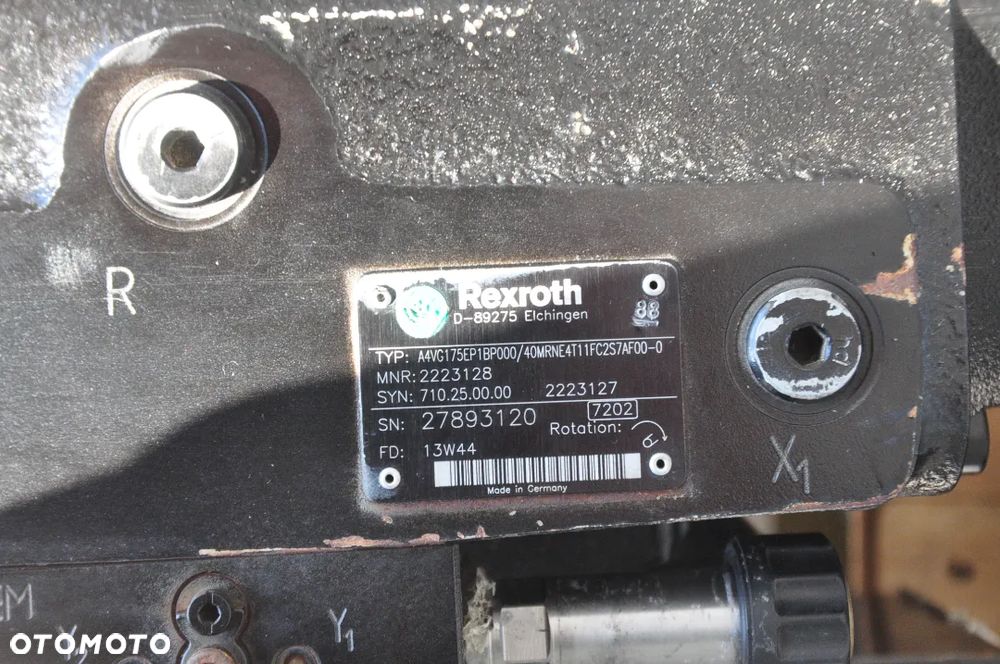 R
Rexroth
D-89275 Elchingen
88
TYP: A4VG175EP1BP000/40MRNE4T11FC2S7AF00-0
MNR: 2223128
SYN: 710.25.00.00 2223127
SN: 27893120 7202
Rotation:
FD: 13W44
Made in Germany
X1
Y1
OTOMOTO